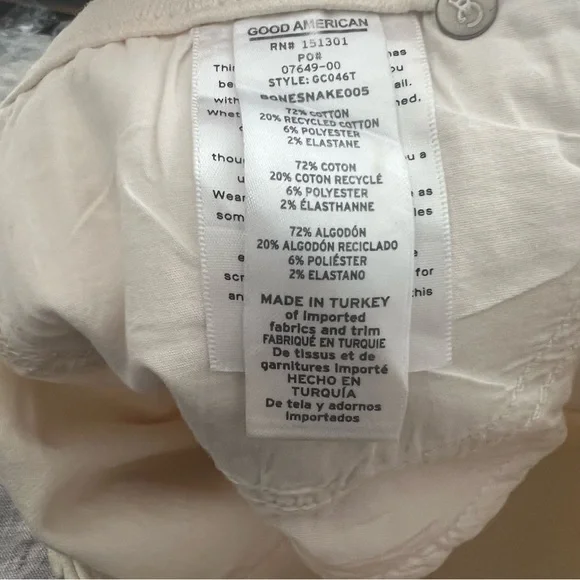 GOOD AMERICAN
RN# 151301
PO#
07649-00
STYLE: GC046T
BONESNAKE005
72% COTTON
20% RECYCLED COTTON
6% POLYESTER
2% ELASTANE
72% COTON
20% COTON RECYCLÉ
6% POLYESTER
2% ÉLASTHANNE
72% ALGODÓN
20% ALGODÓN RECICLADO
6% POLIÉSTER
2% ELASTANO
MADE IN TURKEY
of imported
fabrics and trim
FABRIQUÉ EN TURQUIE
De tissus et de
garnitures importé
HECHO EN
TURQUÍA
De tela y adornos
importados